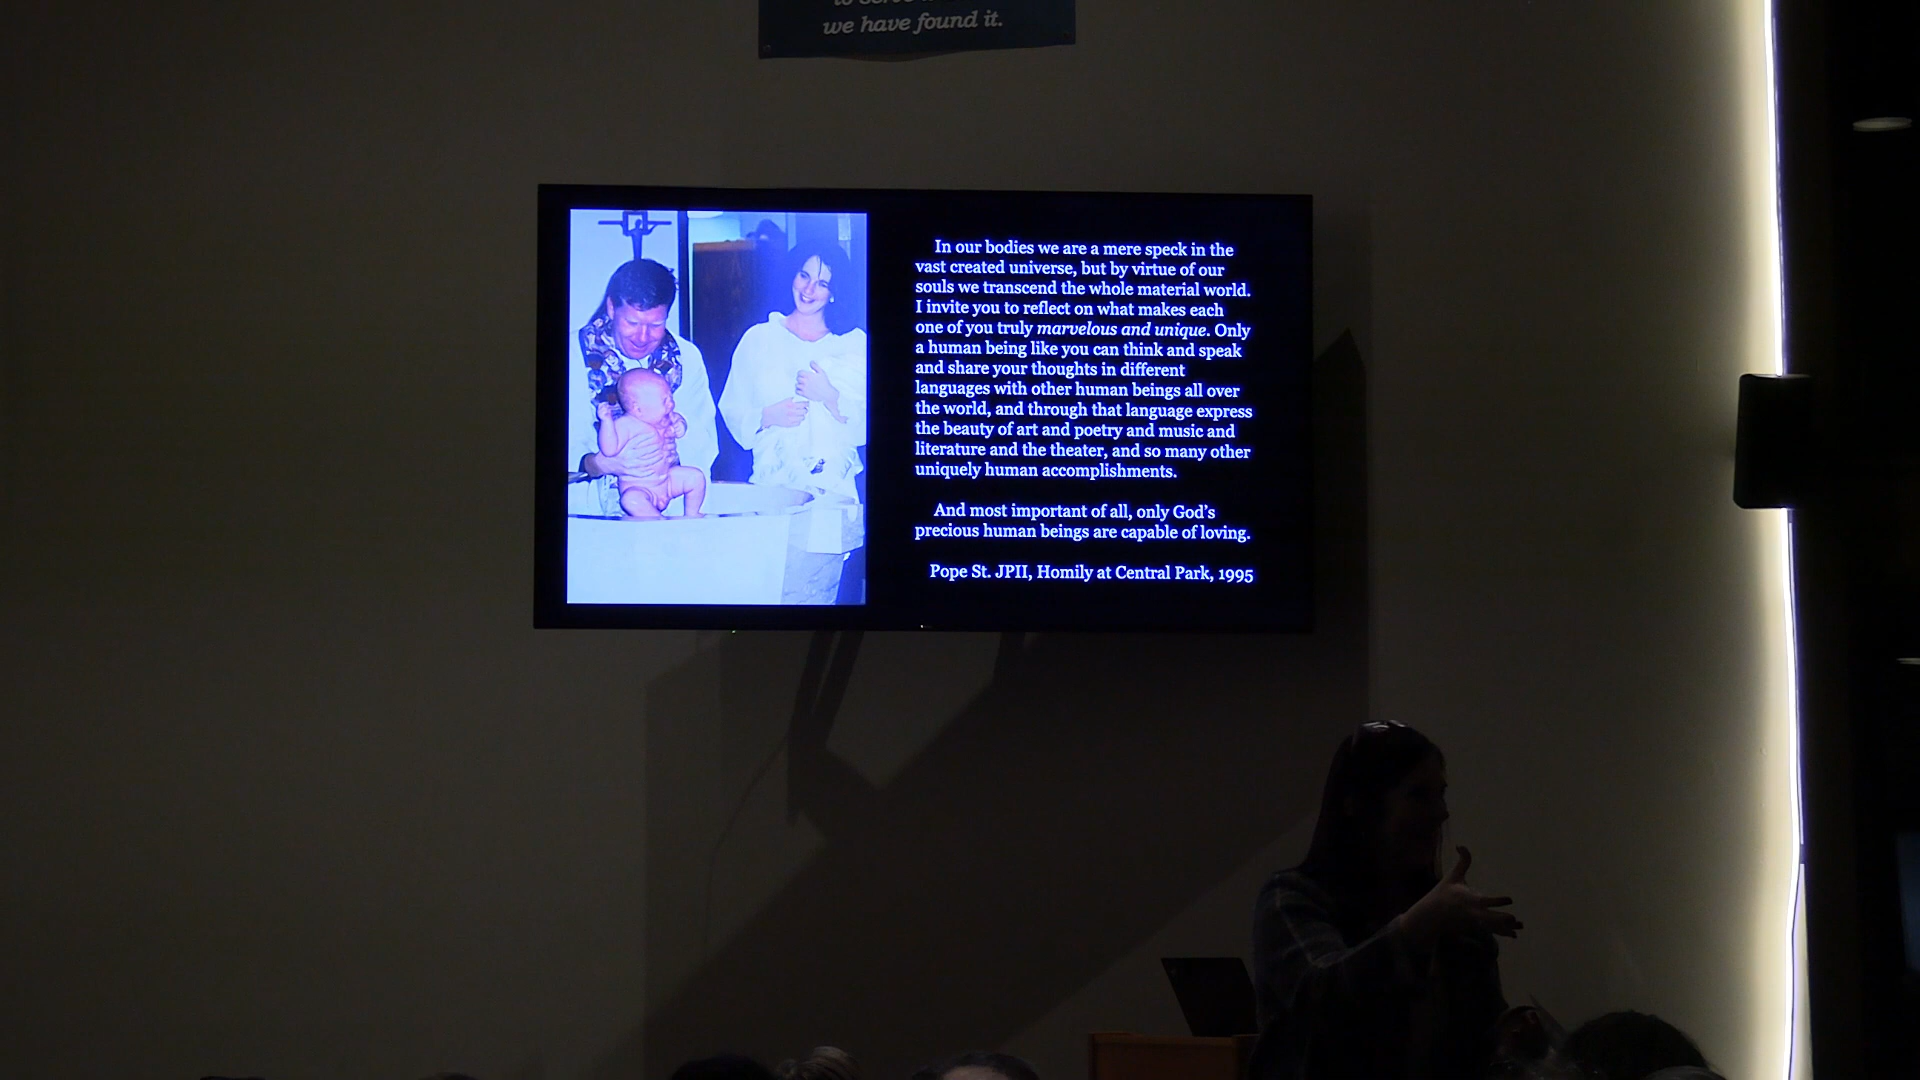 we have found it.
In our bodies we are a mere speck in the
vast created universe, but by virtue of our
souls we transcend the whole material world.
I invite you to reflect on what makes each
one of you truly marvelous and unique. Only
a human being like you can think and speak
and share your thoughts in different
languages with other human beings all over
the world, and through that language express
the beauty of art and poetry and music and
literature and the theater, and so many other
uniquely human accomplishments.
And most important of all, only God's
precious human beings are capable of loving.
Pope St. JPII, Homily at Central Park, 1995